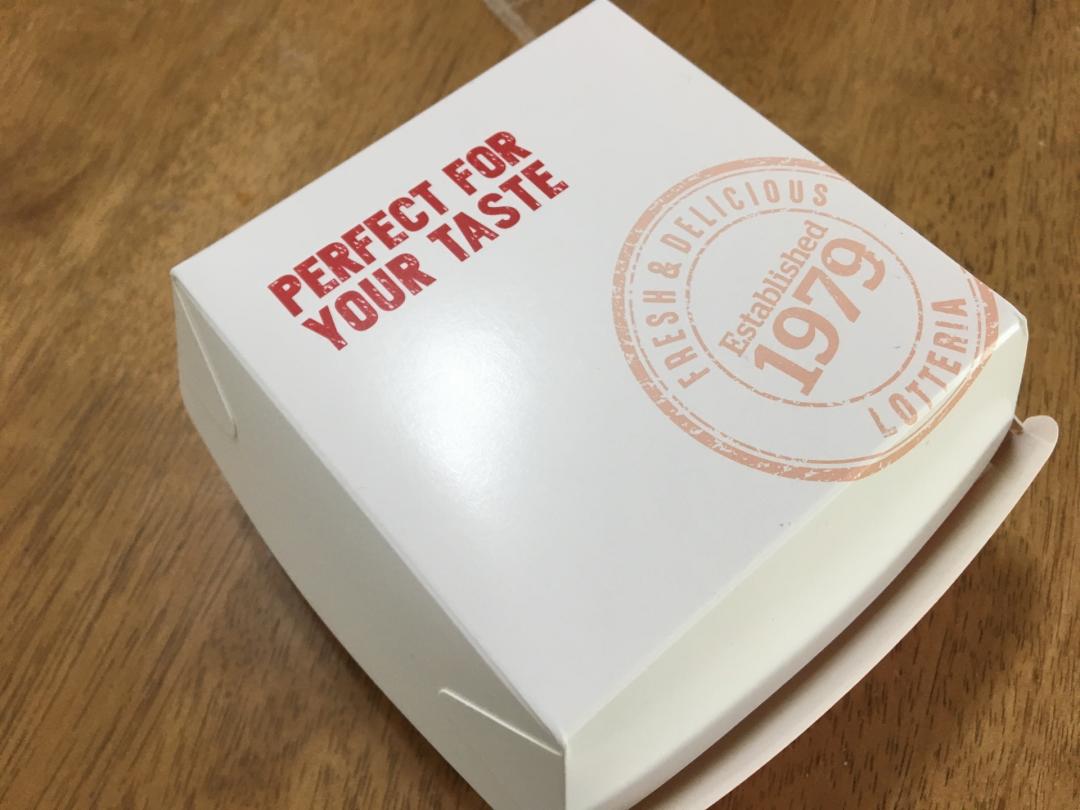 PERFECT FOR
YOUR TASTE
FRESH & DELICIOUS
Established
1979
LOTTERIA